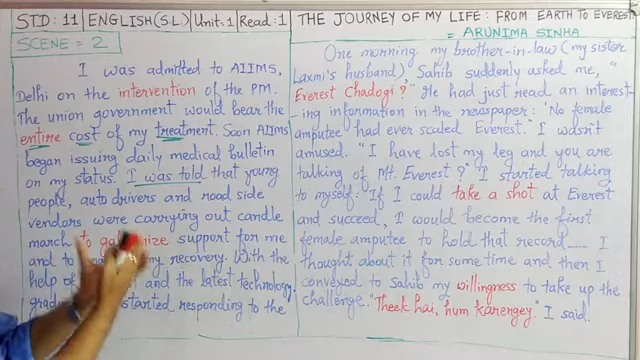 STD: 11 ENGLISH (S.L) Unit: 1 Read: 1 THE JOURNEY OF MY LIFE: FROM EARTH TO EVEREST
= ARUNIMA SINHA
SCENE = 2
I was admitted to AIIMS,
Delhi on the intervention of the PM.
The union government would bear the
entire cost of my treatment. Soon AIIMS
began issuing daily medical bulletin
on my status. I was told that young
people, auto drivers and road side
vendors were carrying out candle
march to support for me
and to my recovery. With the
help of and the latest technology,
started responding to the
One morning my brother-in-law (my sister
Laxmi's husband), Sahib suddenly asked me, "
Everest Chadogi?" He had just read an interest-
-ing information in the newspaper: 'No female
amputee had ever scaled Everest.' I wasn't
amused. "I have lost my leg and you are
talking of Mt. Everest?" I started talking
to myself. 'If I could take a shot at Everest
and succeed, I would become the first
female amputee to hold that record..... I
thought about it for some time and then I
conveyed to Sahib my willingness to take up the
challenge. "Theek hai, hum karengey." I said.